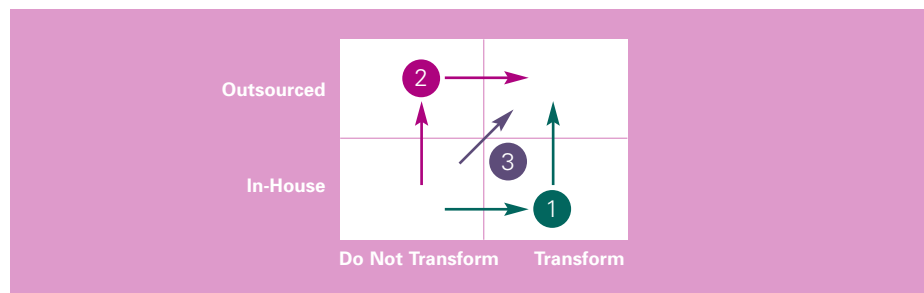 2
Outsourced
3
In-House
1
Do Not Transform Transform